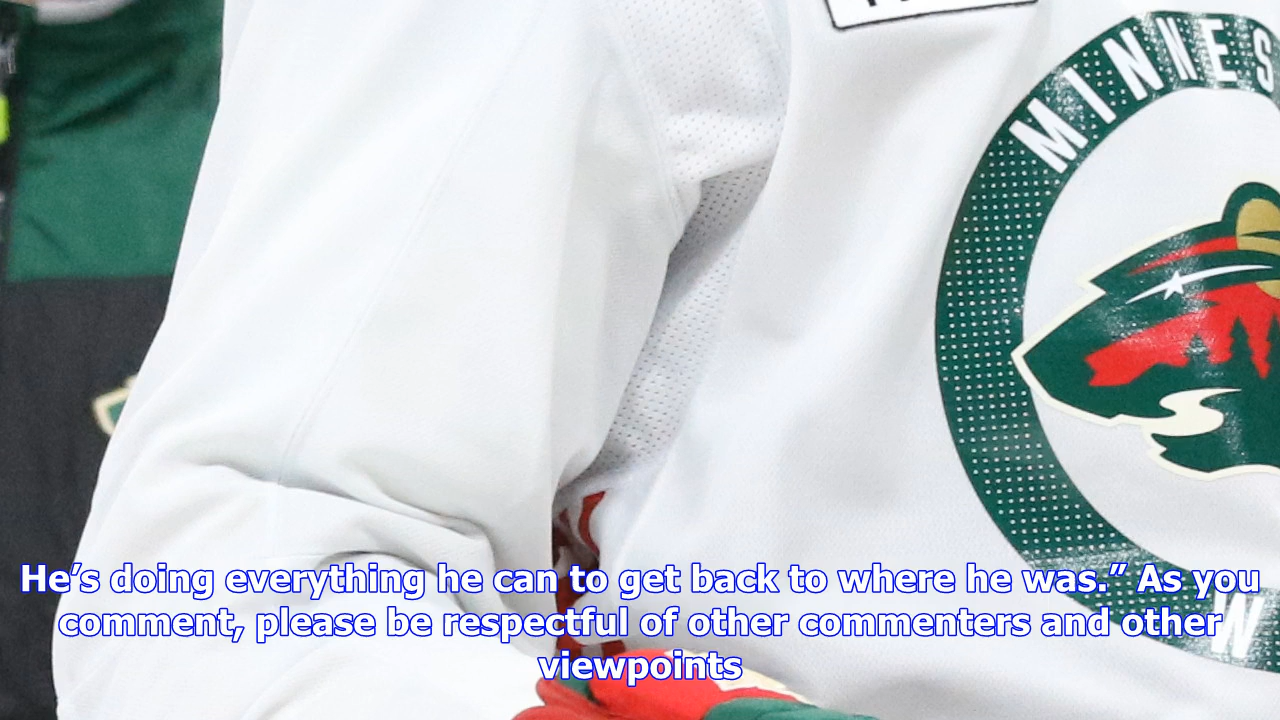 MINNES
W
He’s doing everything he can to get back to where he was.” As you
comment, please be respectful of other commenters and other
viewpoints